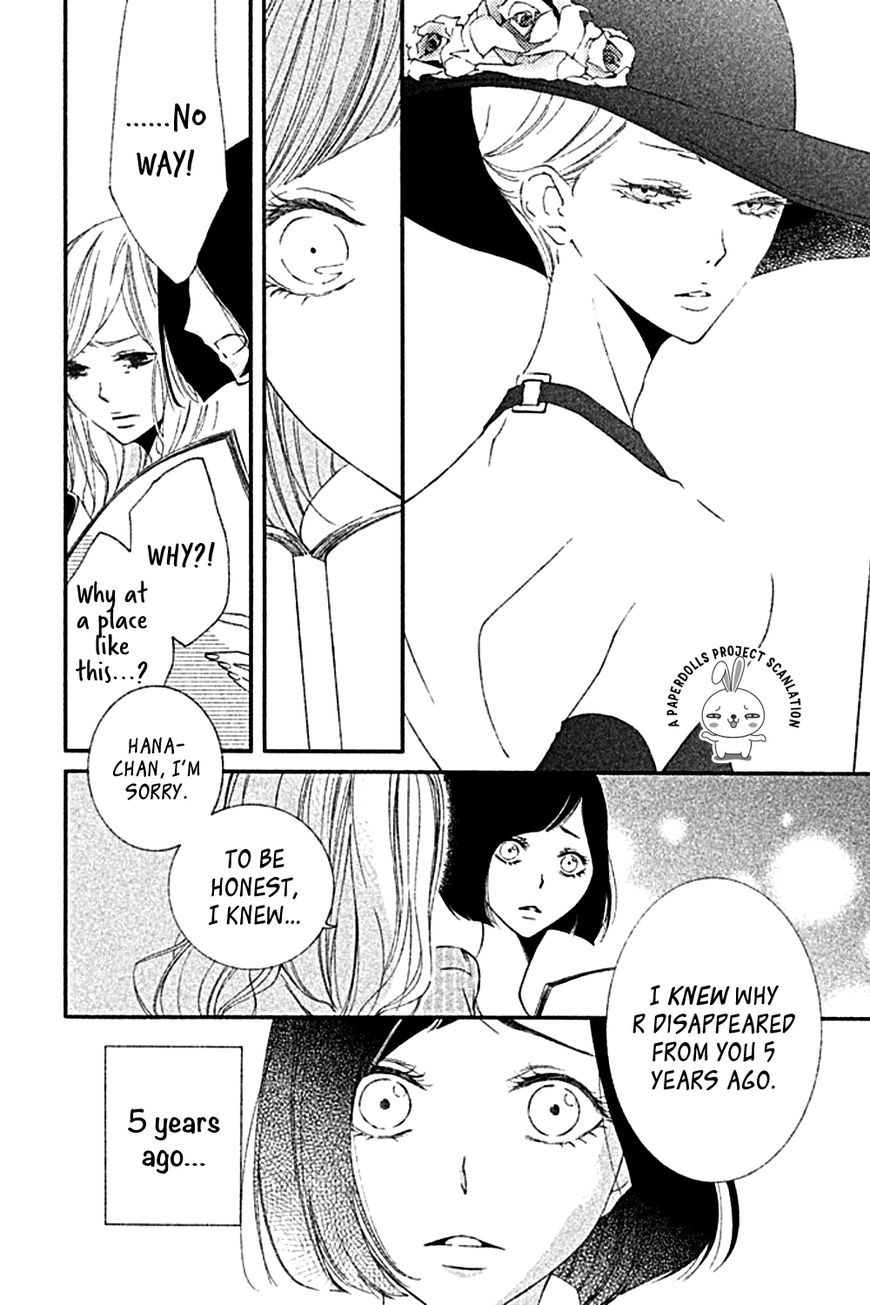 ......No
WAY!
WHY?!
Why at
a place
like
this...?
A PAPERDOLLS PROJECT SCANLATION
HANA-
CHAN, I'M
SORRY.
TO BE
HONEST,
I KNEW...
I KNEW WHY
R DISAPPEARED
FROM YOU 5
YEARS AGO.
5 years
ago...